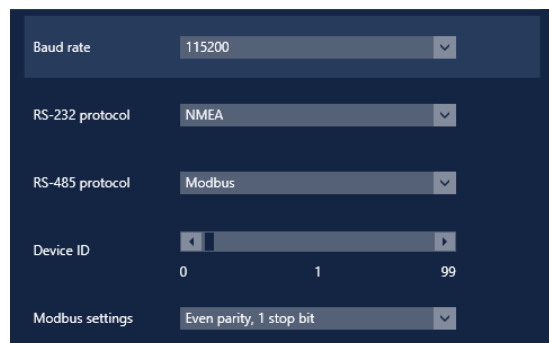 Baud rate 115200
RS-232 protocol NMEA
RS-485 protocol Modbus
Device ID
0 1 99
Modbus settings Even parity, 1 stop bit